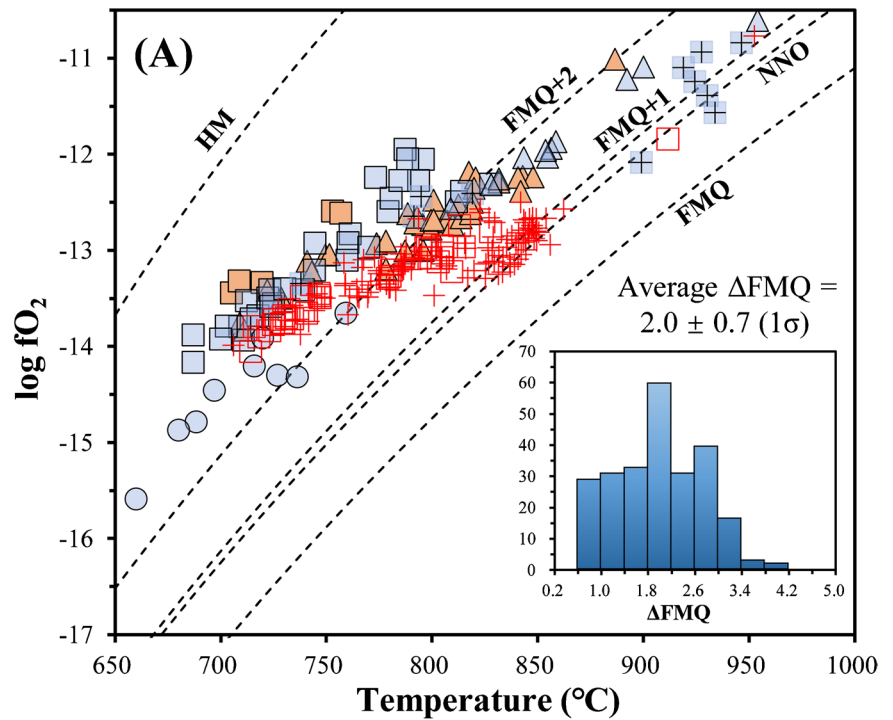 (A)
HM
FMQ+2
FMQ+1
NNO
FMQ
-11
-12
-13
-14
-15
-16
-17
log fO₂
650 700 750 800 850 900 950 1000
Temperature (°C)
Average ΔFMQ =
2.0 ± 0.7 (1σ)
70
60
50
40
30
20
10
0
0.2 1.0 1.8 2.6 3.4 4.2 5.0
ΔFMQ